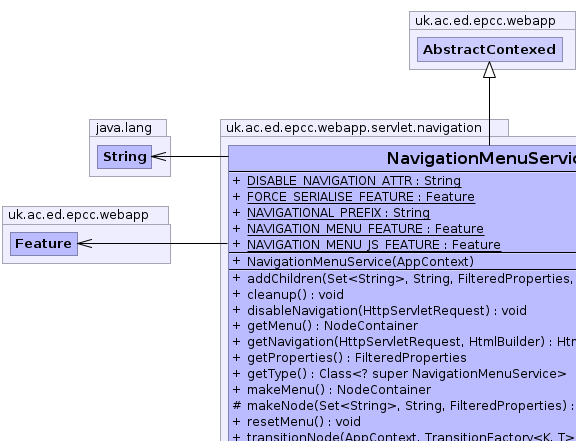 uk.ac.ed.epcc.webapp
AbstractContexed
java.lang
String
uk.ac.ed.epcc.webapp
Feature
uk.ac.ed.epcc.webapp.servlet.navigation
NavigationMenuServic
+ DISABLE_NAVIGATION_ATTR : String
+ FORCE_SERIALISE_FEATURE : Feature
+ NAVIGATIONAL_PREFIX : String
+ NAVIGATION_MENU_FEATURE : Feature
+ NAVIGATION_MENU_JS_FEATURE : Feature
+ NavigationMenuService(AppContext)
+ addChildren(Set<String>, String, FilteredProperties,
+ cleanup() : void
+ disableNavigation(HttpServletRequest) : void
+ getMenu() : NodeContainer
+ getNavigation(HttpServletRequest, HtmlBuilder) : Htm
+ getProperties() : FilteredProperties
+ getType() : Class<? super NavigationMenuService>
+ makeMenu() : NodeContainer
# makeNode(Set<String>, String, FilteredProperties) :
+ resetMenu() : void
+ transitionNode(AppContext, TransitionFactory<K, T>